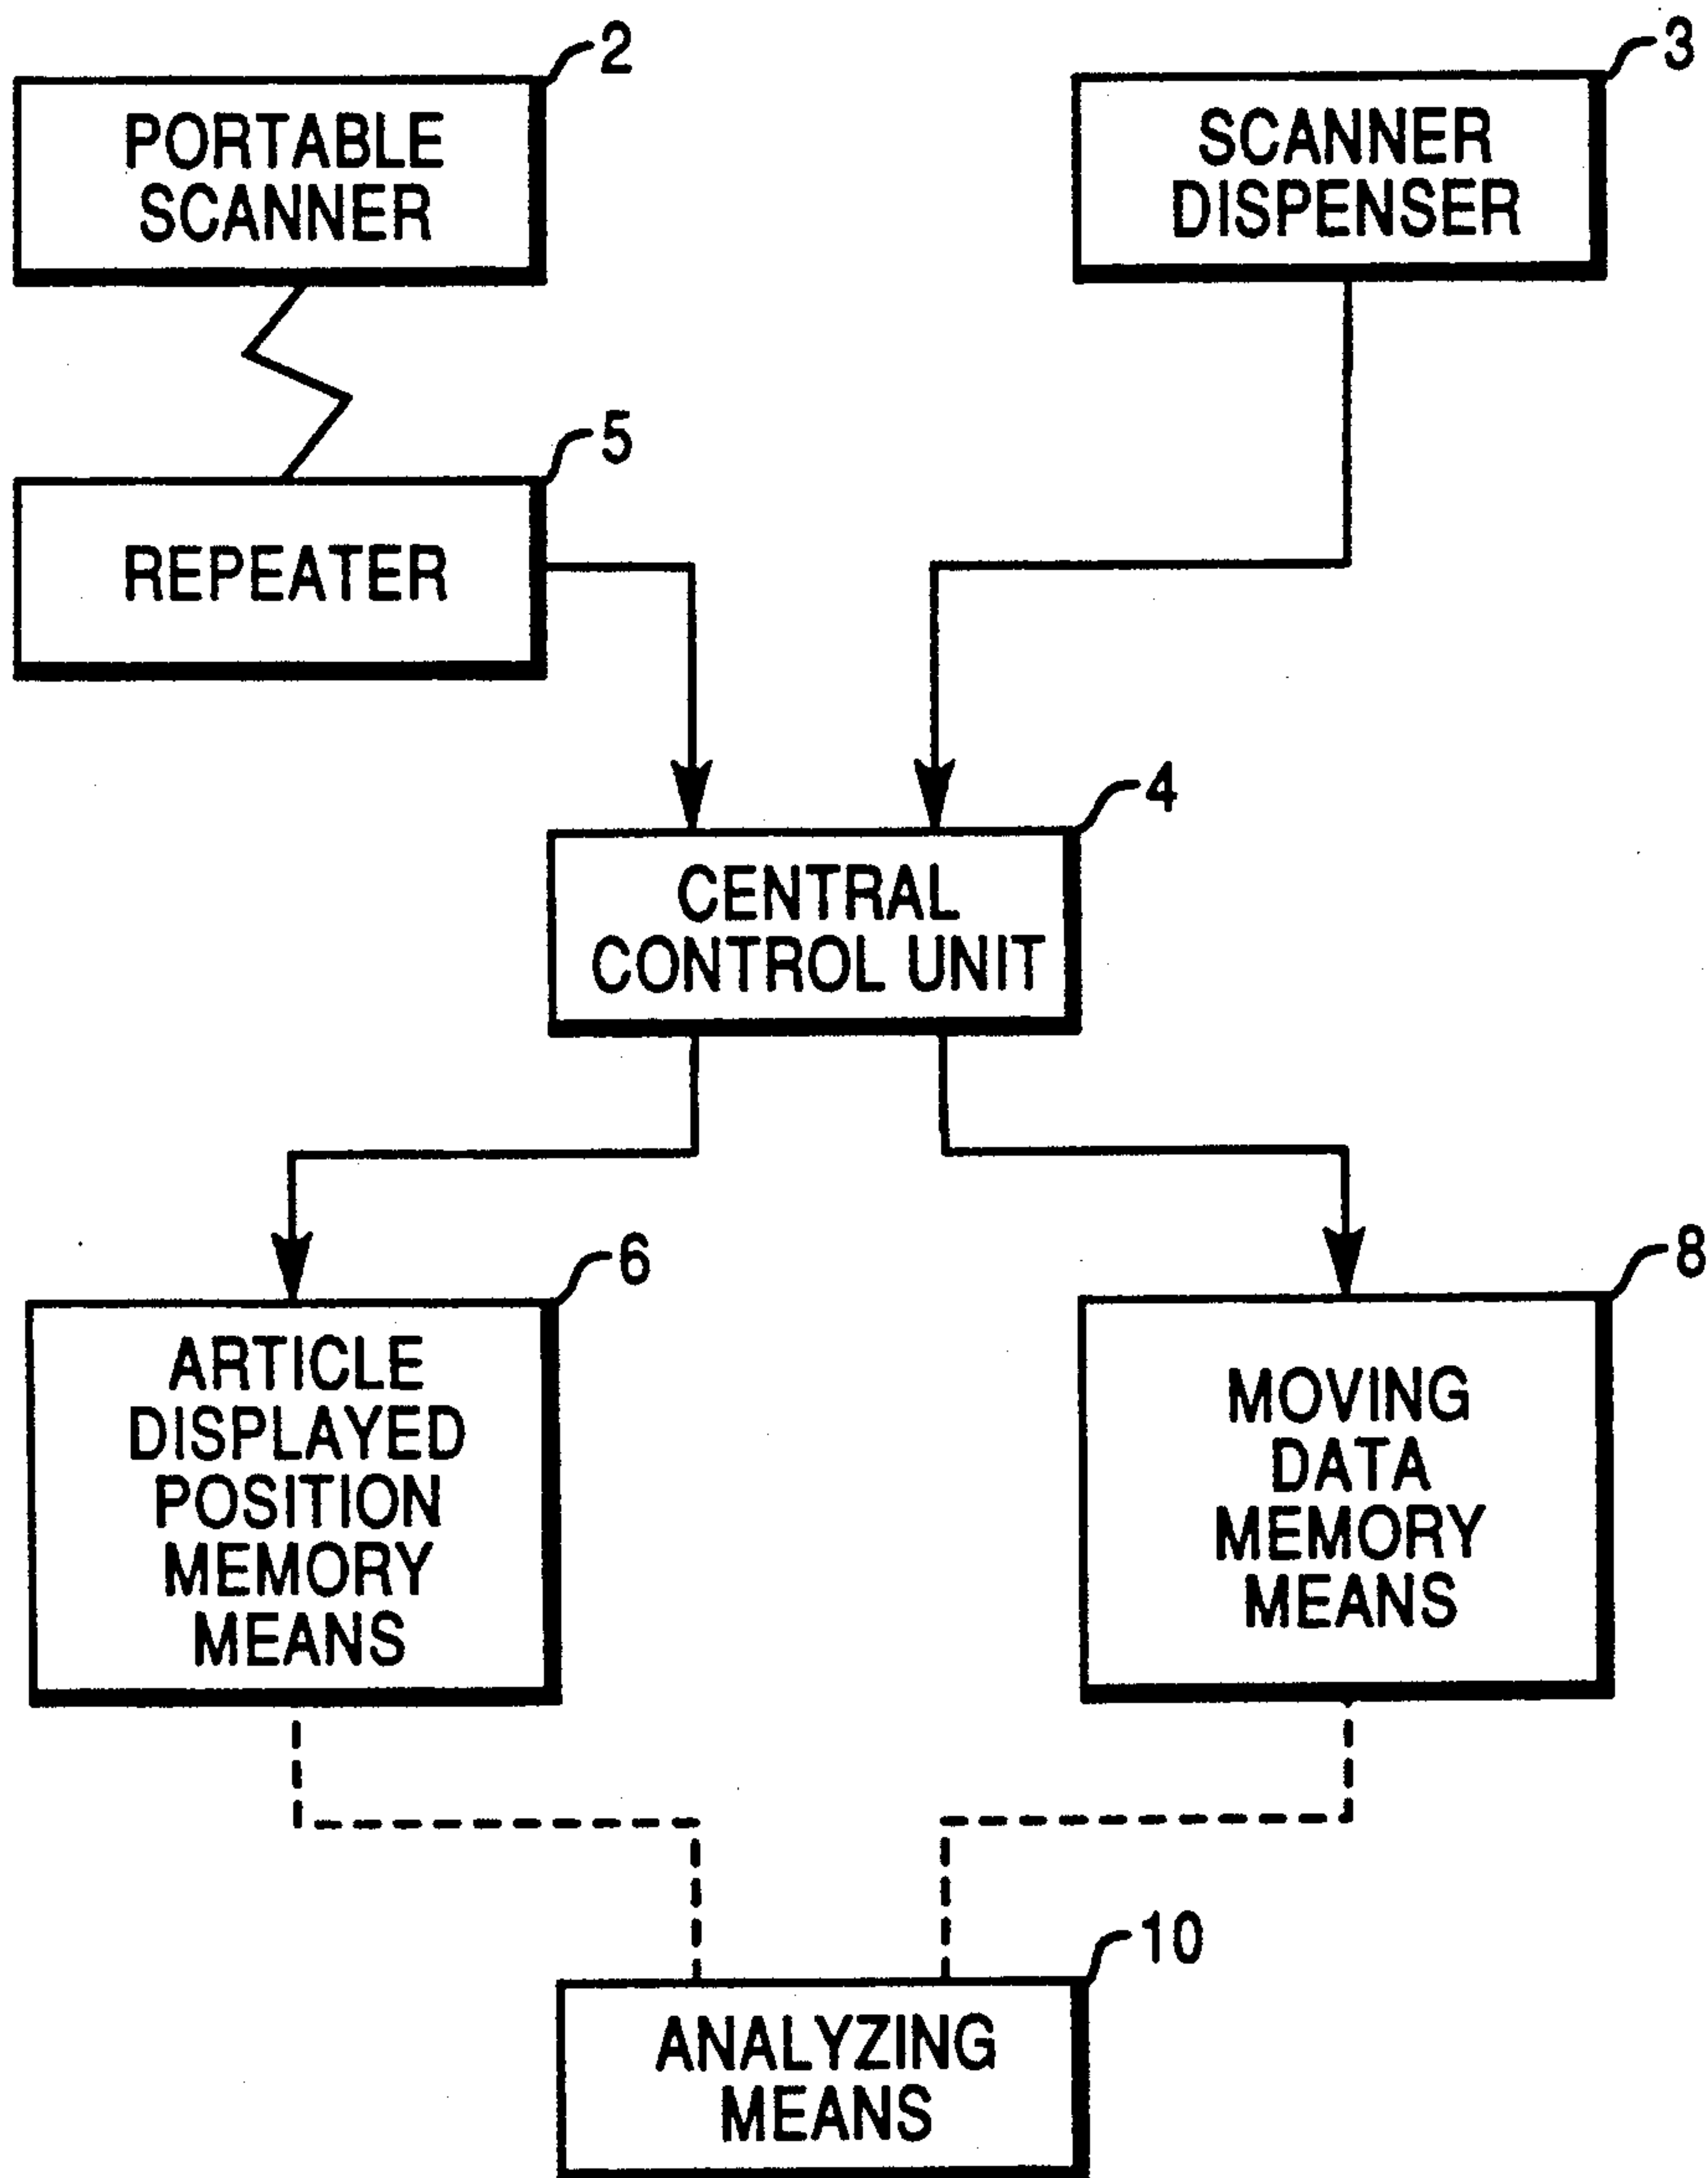 2
PORTABLE
SCANNER
3
SCANNER
DISPENSER
5
REPEATER
4
CENTRAL
CONTROL UNIT
6
ARTICLE
DISPLAYED
POSITION
MEMORY
MEANS
8
MOVING
DATA
MEMORY
MEANS
10
ANALYZING
MEANS